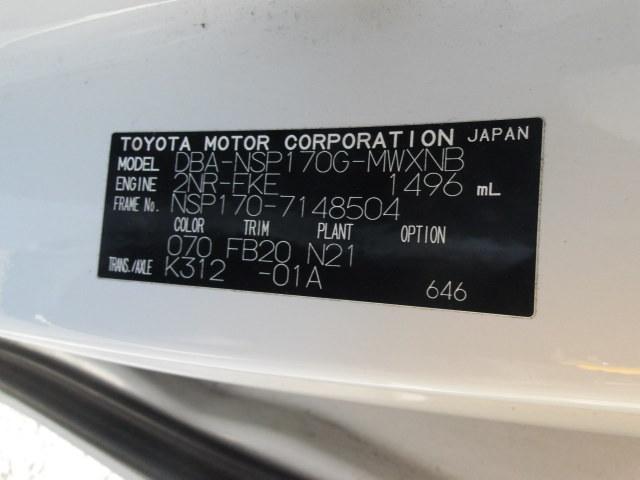 TOYOTA MOTOR CORPORATION JAPAN
MODEL DBA-NSP170G-MWXNB
ENGINE 2NR-FKE 1496 mL
FRAME No. NSP170-7148504
COLOR TRIM PLANT OPTION
070 FB20 N21
TRANS./AXLE K312 -01A
646